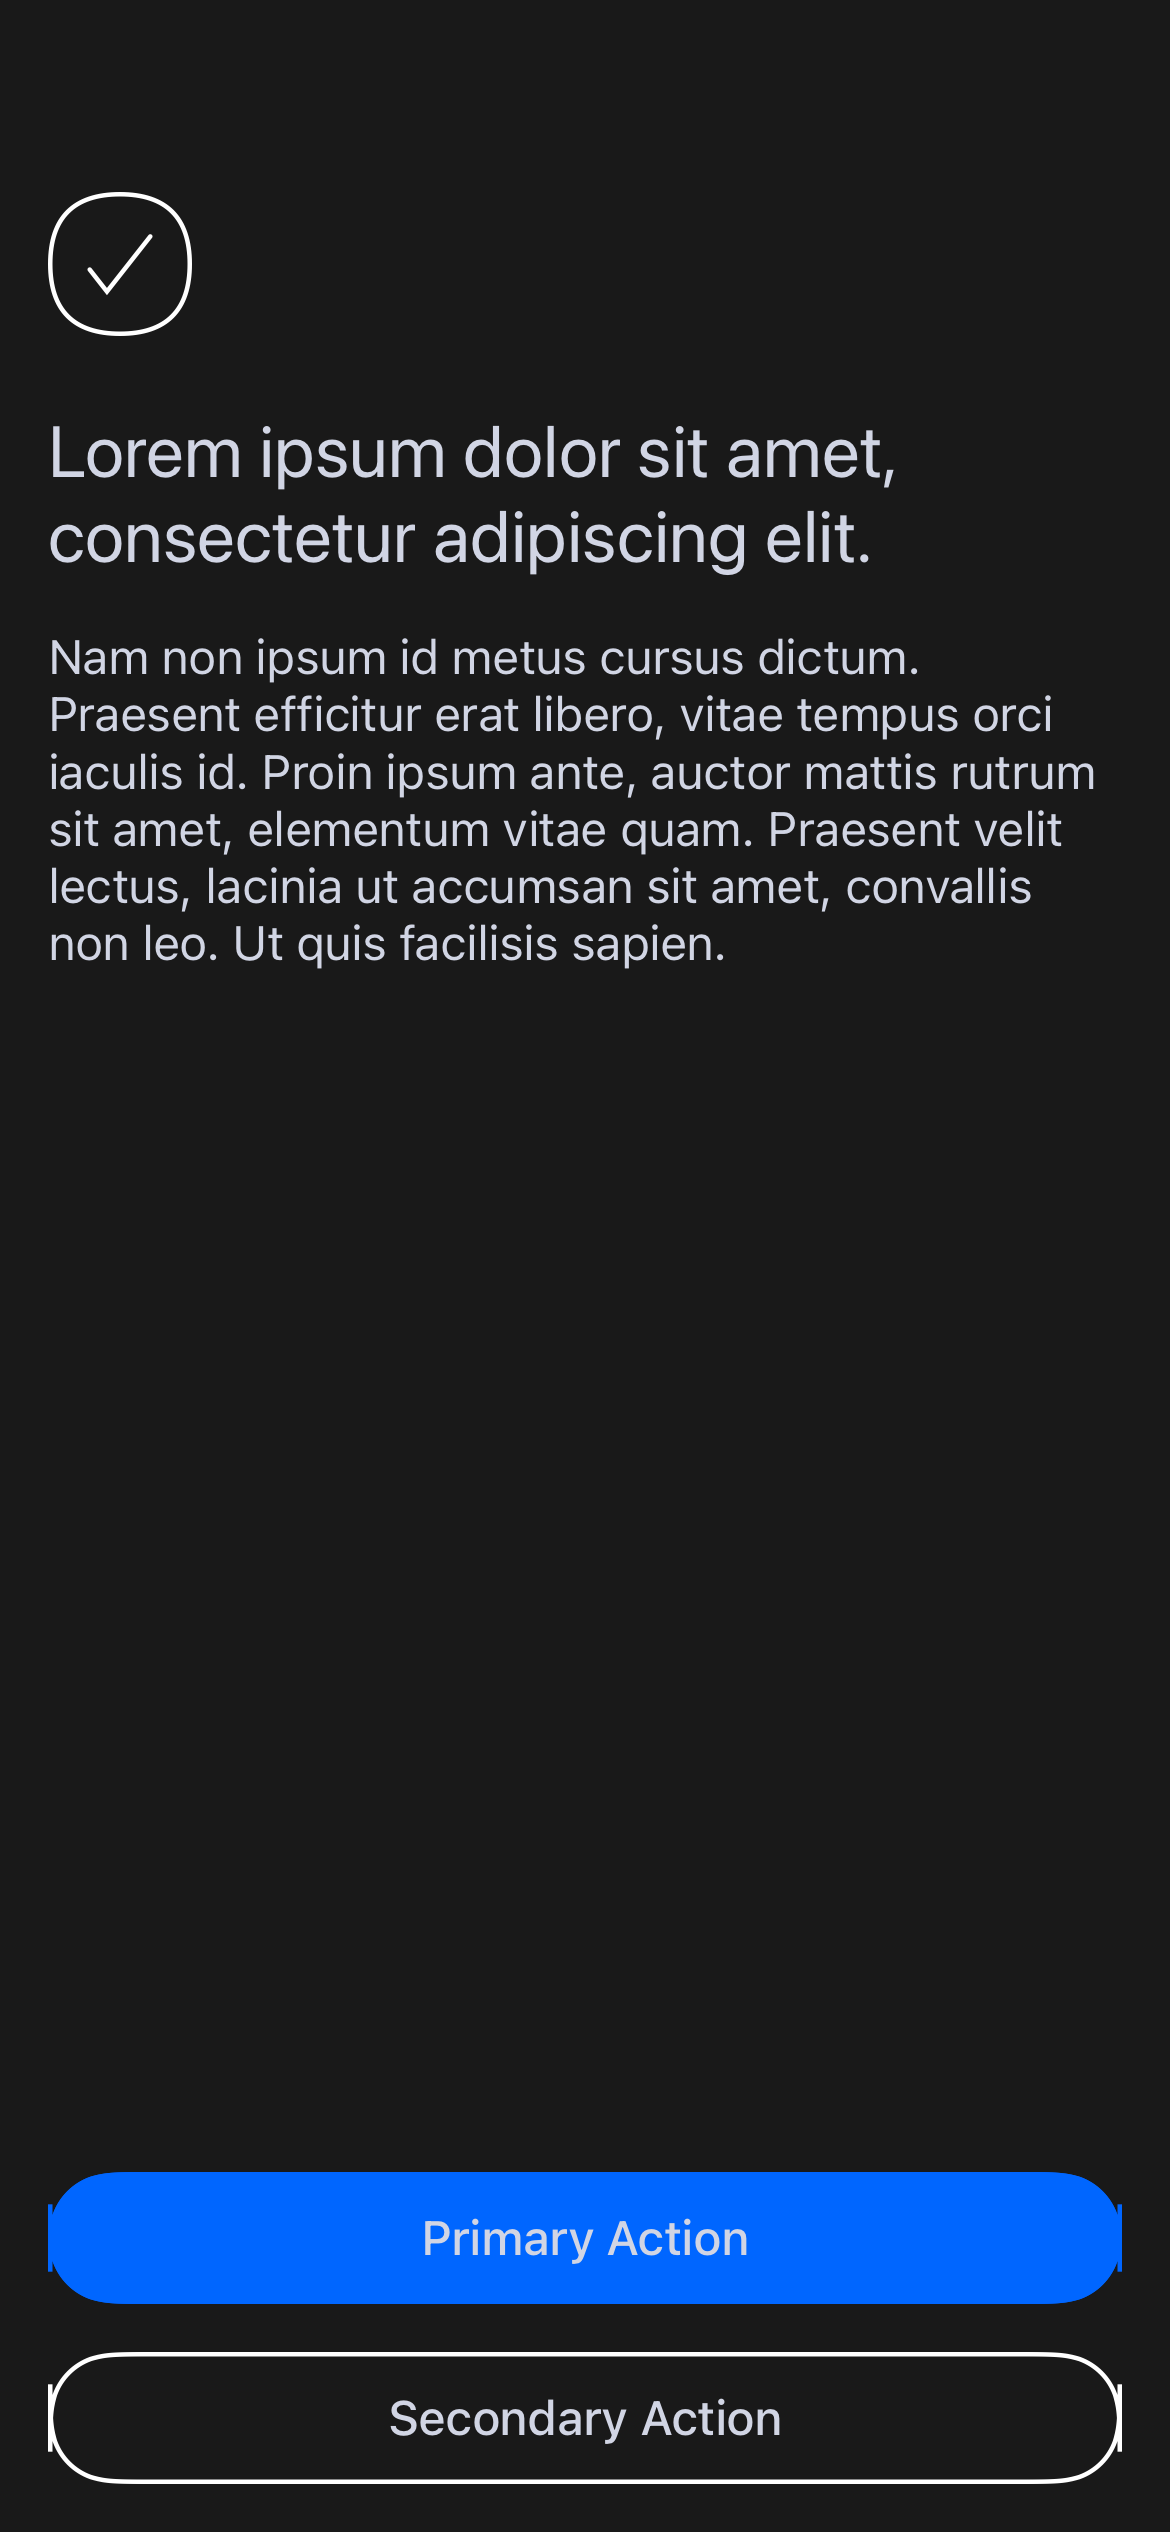 Lorem ipsum dolor sit amet,
consectetur adipiscing elit.
Nam non ipsum id metus cursus dictum.
Praesent efficitur erat libero, vitae tempus orci
iaculis id. Proin ipsum ante, auctor mattis rutrum
sit amet, elementum vitae quam. Praesent velit
lectus, lacinia ut accumsan sit amet, convallis
non leo. Ut quis facilisis sapien.
Primary Action
Secondary Action